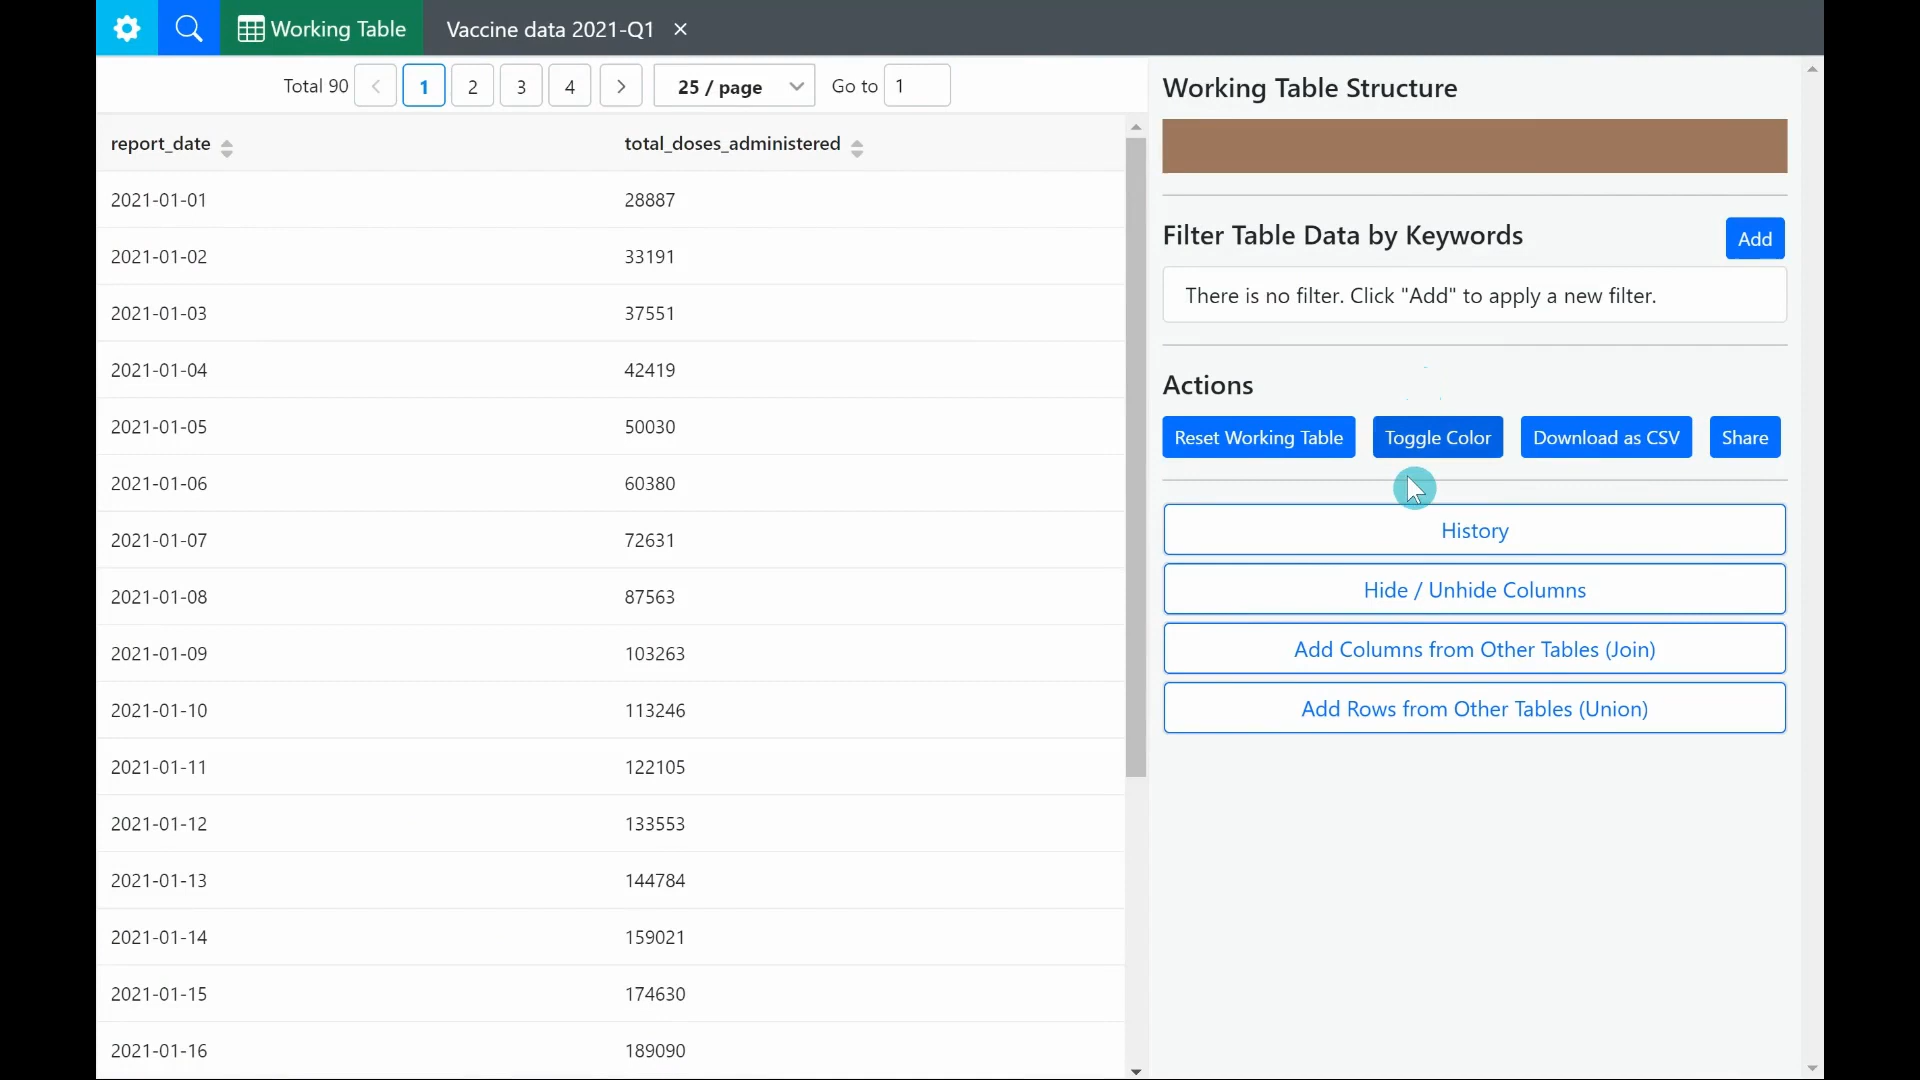 Working Table
Vaccine data 2021-Q1
Total 90
1
2
3
4
25 / page
Go to
1
report_date total_doses_administered
2021-01-01 28887
2021-01-02 33191
2021-01-03 37551
2021-01-04 42419
2021-01-05 50030
2021-01-06 60380
2021-01-07 72631
2021-01-08 87563
2021-01-09 103263
2021-01-10 113246
2021-01-11 122105
2021-01-12 133553
2021-01-13 144784
2021-01-14 159021
2021-01-15 174630
2021-01-16 189090
Working Table Structure
Filter Table Data by Keywords
Add
There is no filter. Click "Add" to apply a new filter.
Actions
Reset Working Table
Toggle Color
Download as CSV
Share
History
Hide / Unhide Columns
Add Columns from Other Tables (Join)
Add Rows from Other Tables (Union)